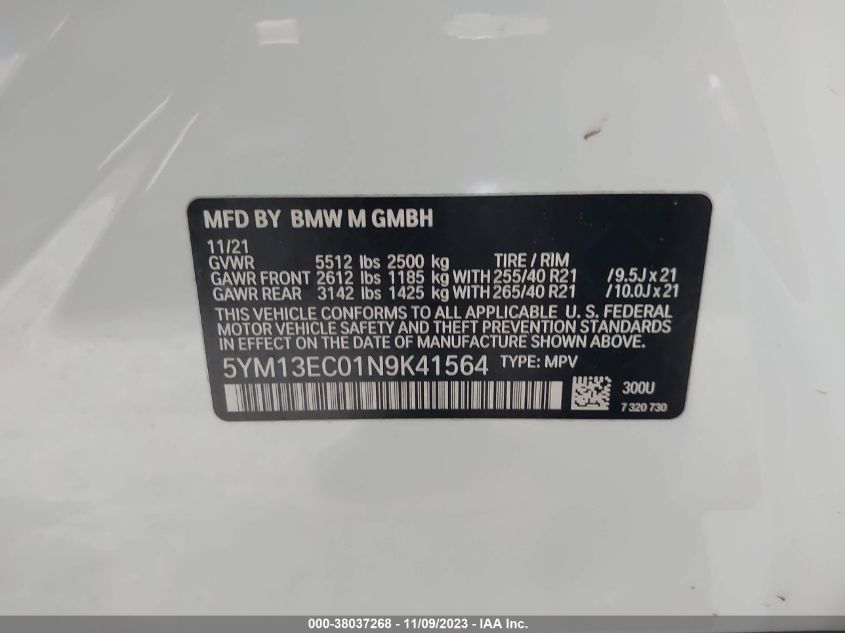 MFD BY BMW M GMBH
11/21
GVWR 5512 lbs 2500 kg TIRE / RIM
GAWR FRONT 2612 lbs 1185 kg WITH 255/40 R21 /9.5J x 21
GAWR REAR 3142 lbs 1425 kg WITH 265/40 R21 /10.0J x 21
THIS VEHICLE CONFORMS TO ALL APPLICABLE U. S. FEDERAL
MOTOR VEHICLE SAFETY AND THEFT PREVENTION STANDARDS
IN EFFECT ON THE DATE OF MANUFACTURE SHOWN ABOVE.
5YM13EC01N9K41564 TYPE: MPV
300U
7 320 730
000-38037268 - 11/09/2023 - IAA Inc.